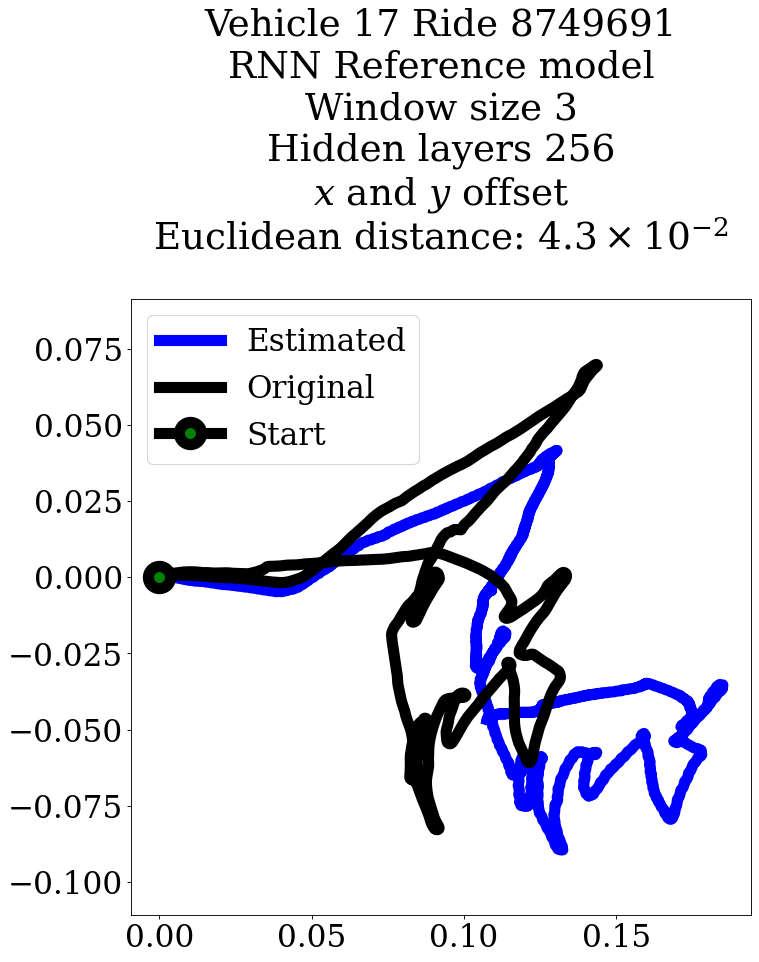 Vehicle 17 Ride 8749691
RNN Reference model
Window size 3
Hidden layers 256
x and y offset
Euclidean distance: 4.3 × 10⁻²
Estimated
Original
Start
0.075
0.050
0.025
0.000
−0.025
−0.050
−0.075
−0.100
0.00 0.05 0.10 0.15